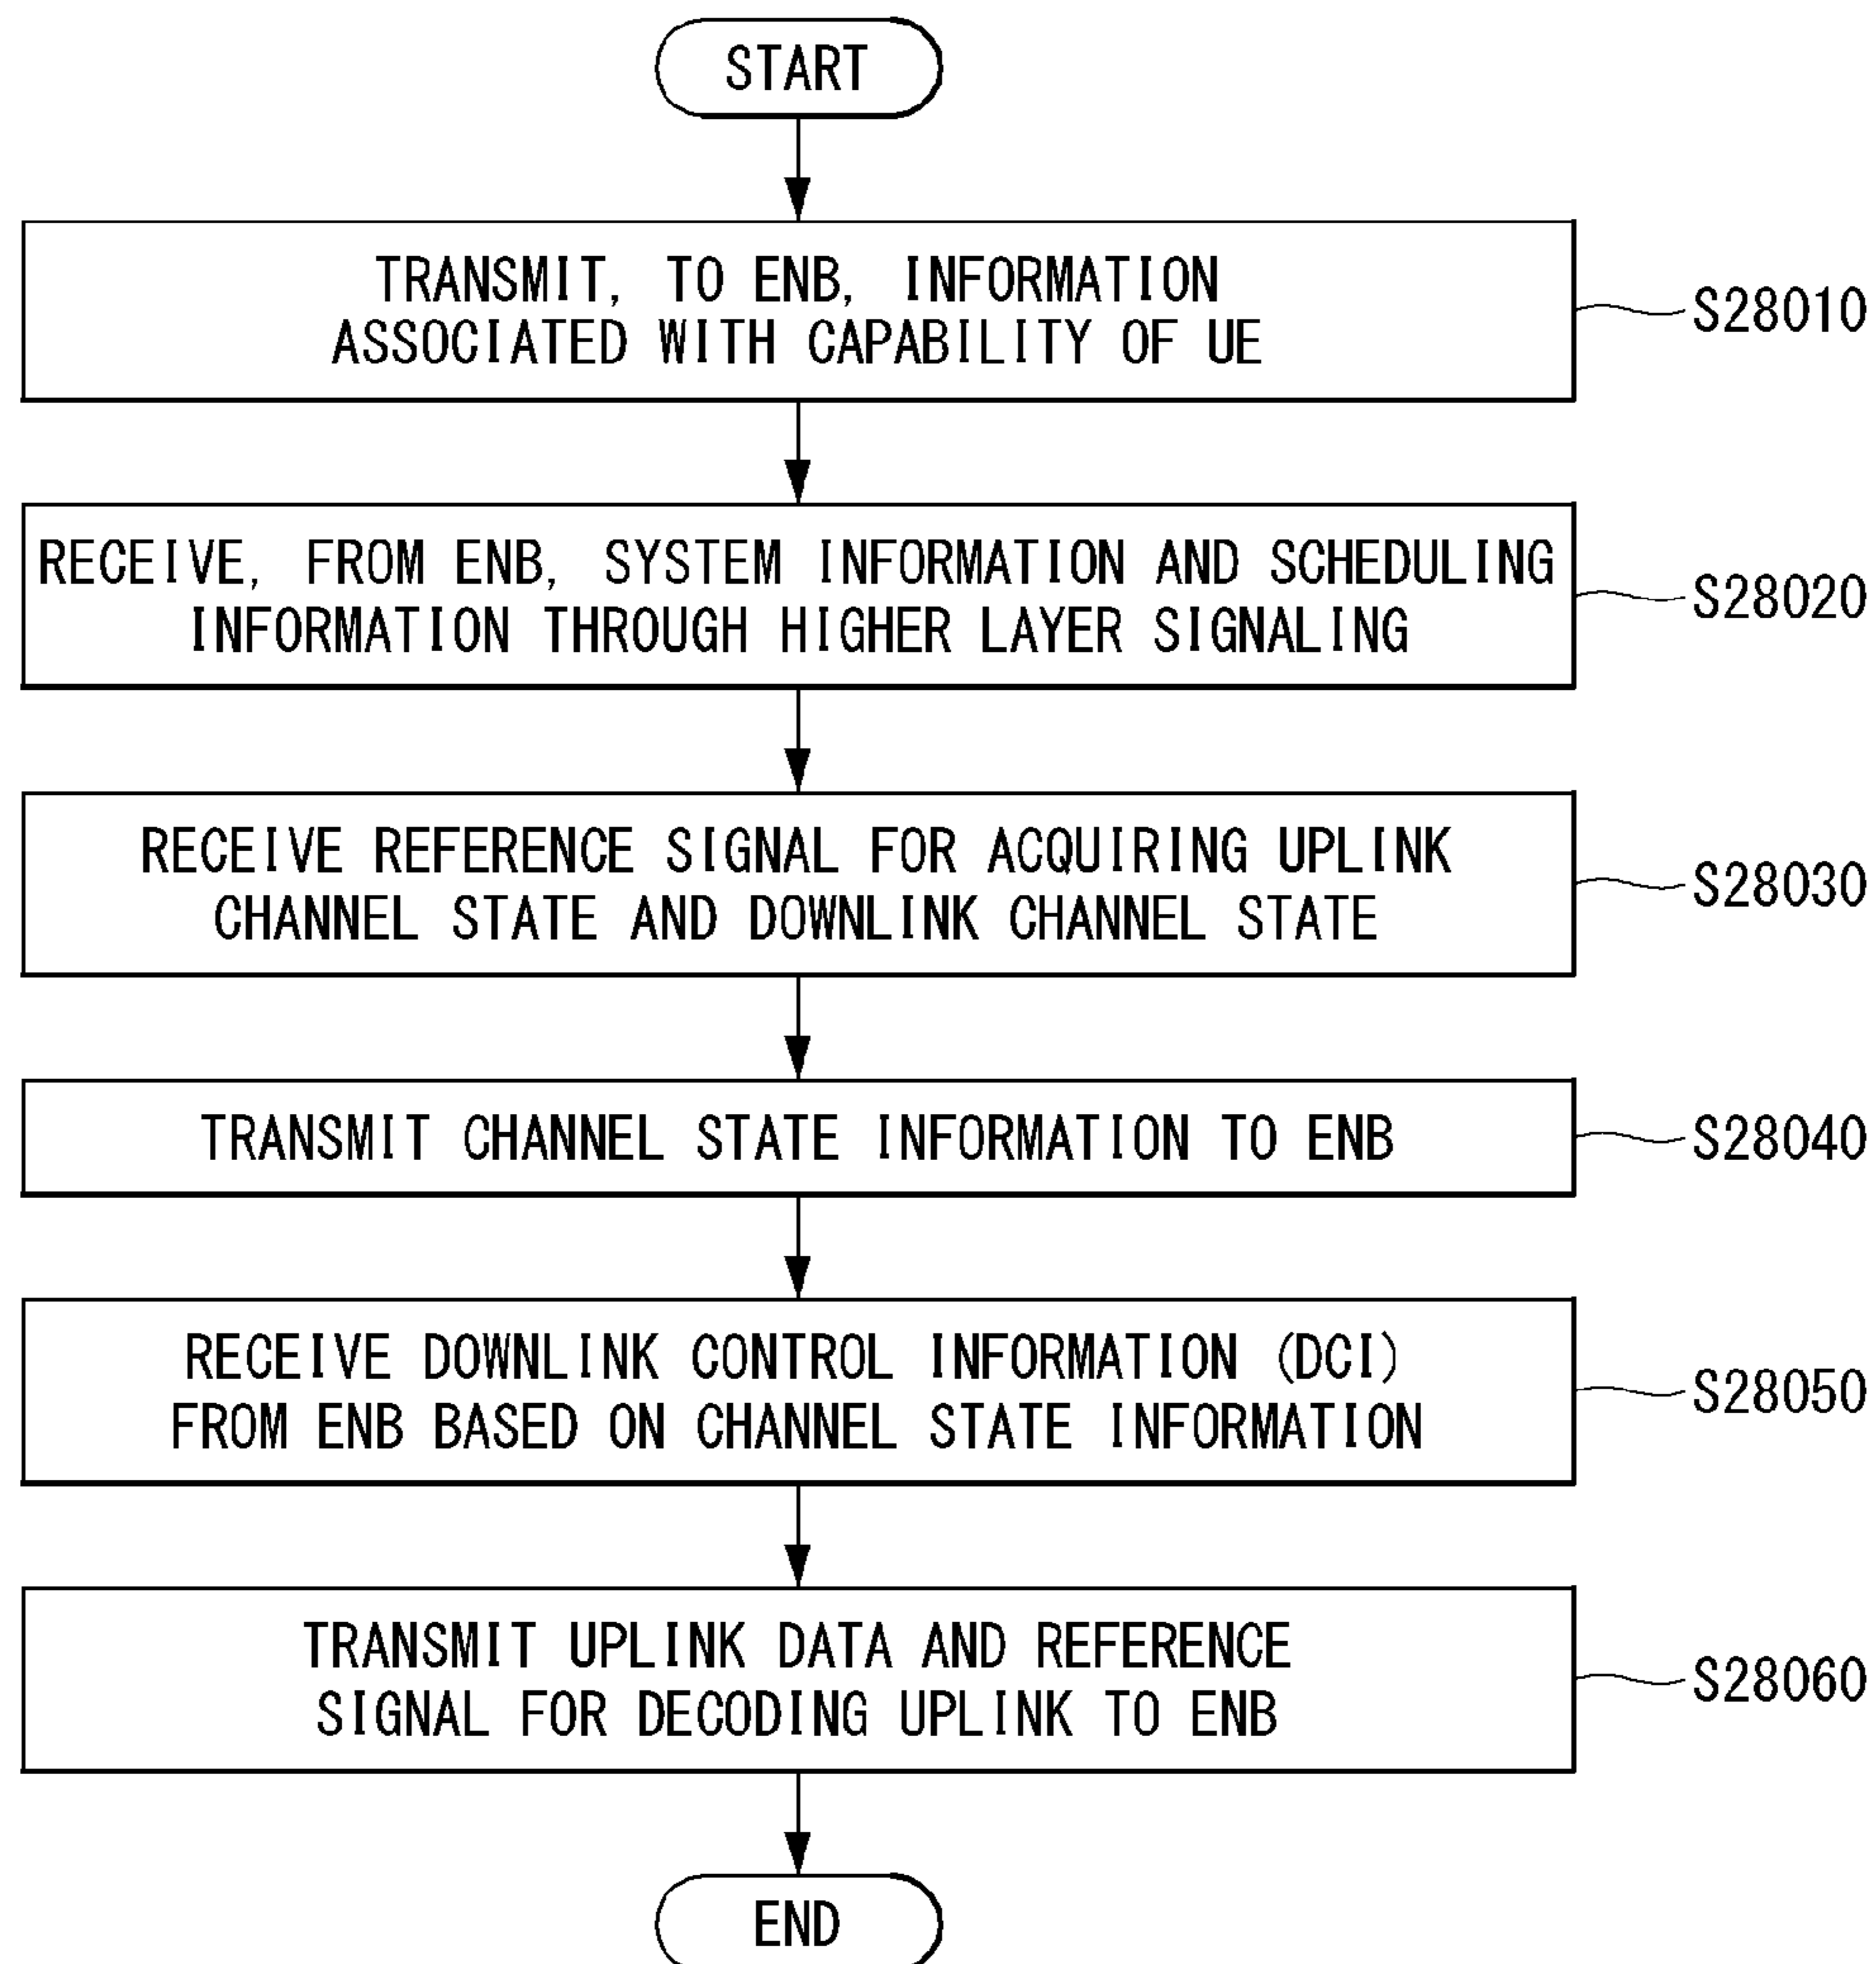 START
TRANSMIT, TO ENB, INFORMATION
ASSOCIATED WITH CAPABILITY OF UE
S28010
RECEIVE, FROM ENB, SYSTEM INFORMATION AND SCHEDULING
INFORMATION THROUGH HIGHER LAYER SIGNALING
S28020
RECEIVE REFERENCE SIGNAL FOR ACQUIRING UPLINK
CHANNEL STATE AND DOWNLINK CHANNEL STATE
S28030
TRANSMIT CHANNEL STATE INFORMATION TO ENB
S28040
RECEIVE DOWNLINK CONTROL INFORMATION (DCI)
FROM ENB BASED ON CHANNEL STATE INFORMATION
S28050
TRANSMIT UPLINK DATA AND REFERENCE
SIGNAL FOR DECODING UPLINK TO ENB
S28060
END